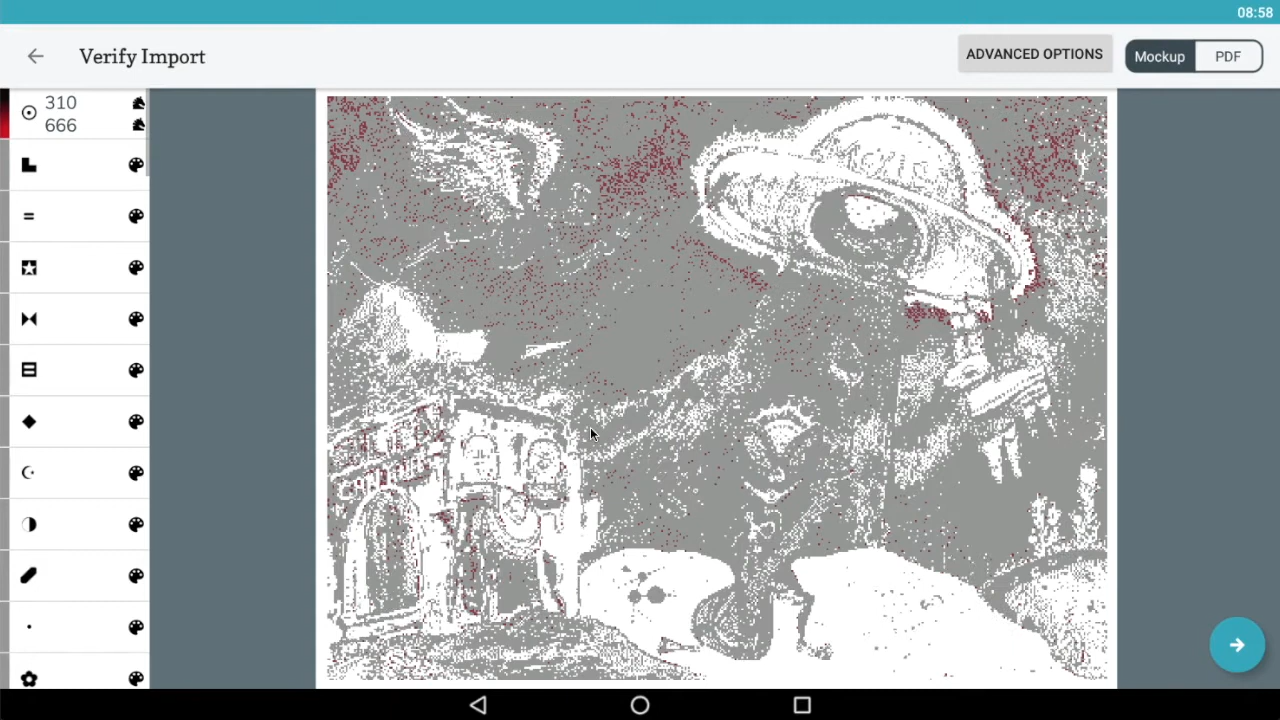 08:58
Verify Import
ADVANCED OPTIONS
Mockup
PDF
310
666